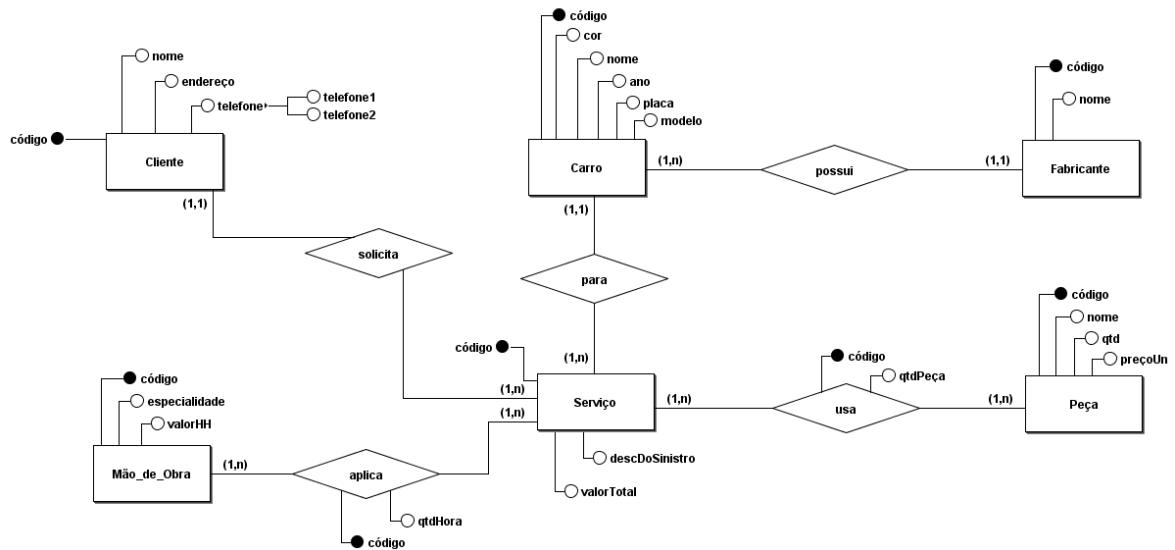 código
cor
nome
ano
placa
modelo
Carro
nome
endereço
telefone
telefone1
telefone2
código
Cliente
código
nome
Fabricante
(1,n)
possui
(1,1)
(1,1)
solicita
(1,1)
para
(1,n)
código
(1,n)
(1,n)
Serviço
descDoSinistro
valorTotal
código
qtdPeça
(1,n)
usa
(1,n)
código
nome
qtd
preçoUn
Peça
código
especialidade
valorHH
Mão_de_Obra
(1,n)
aplica
qtdHora
código